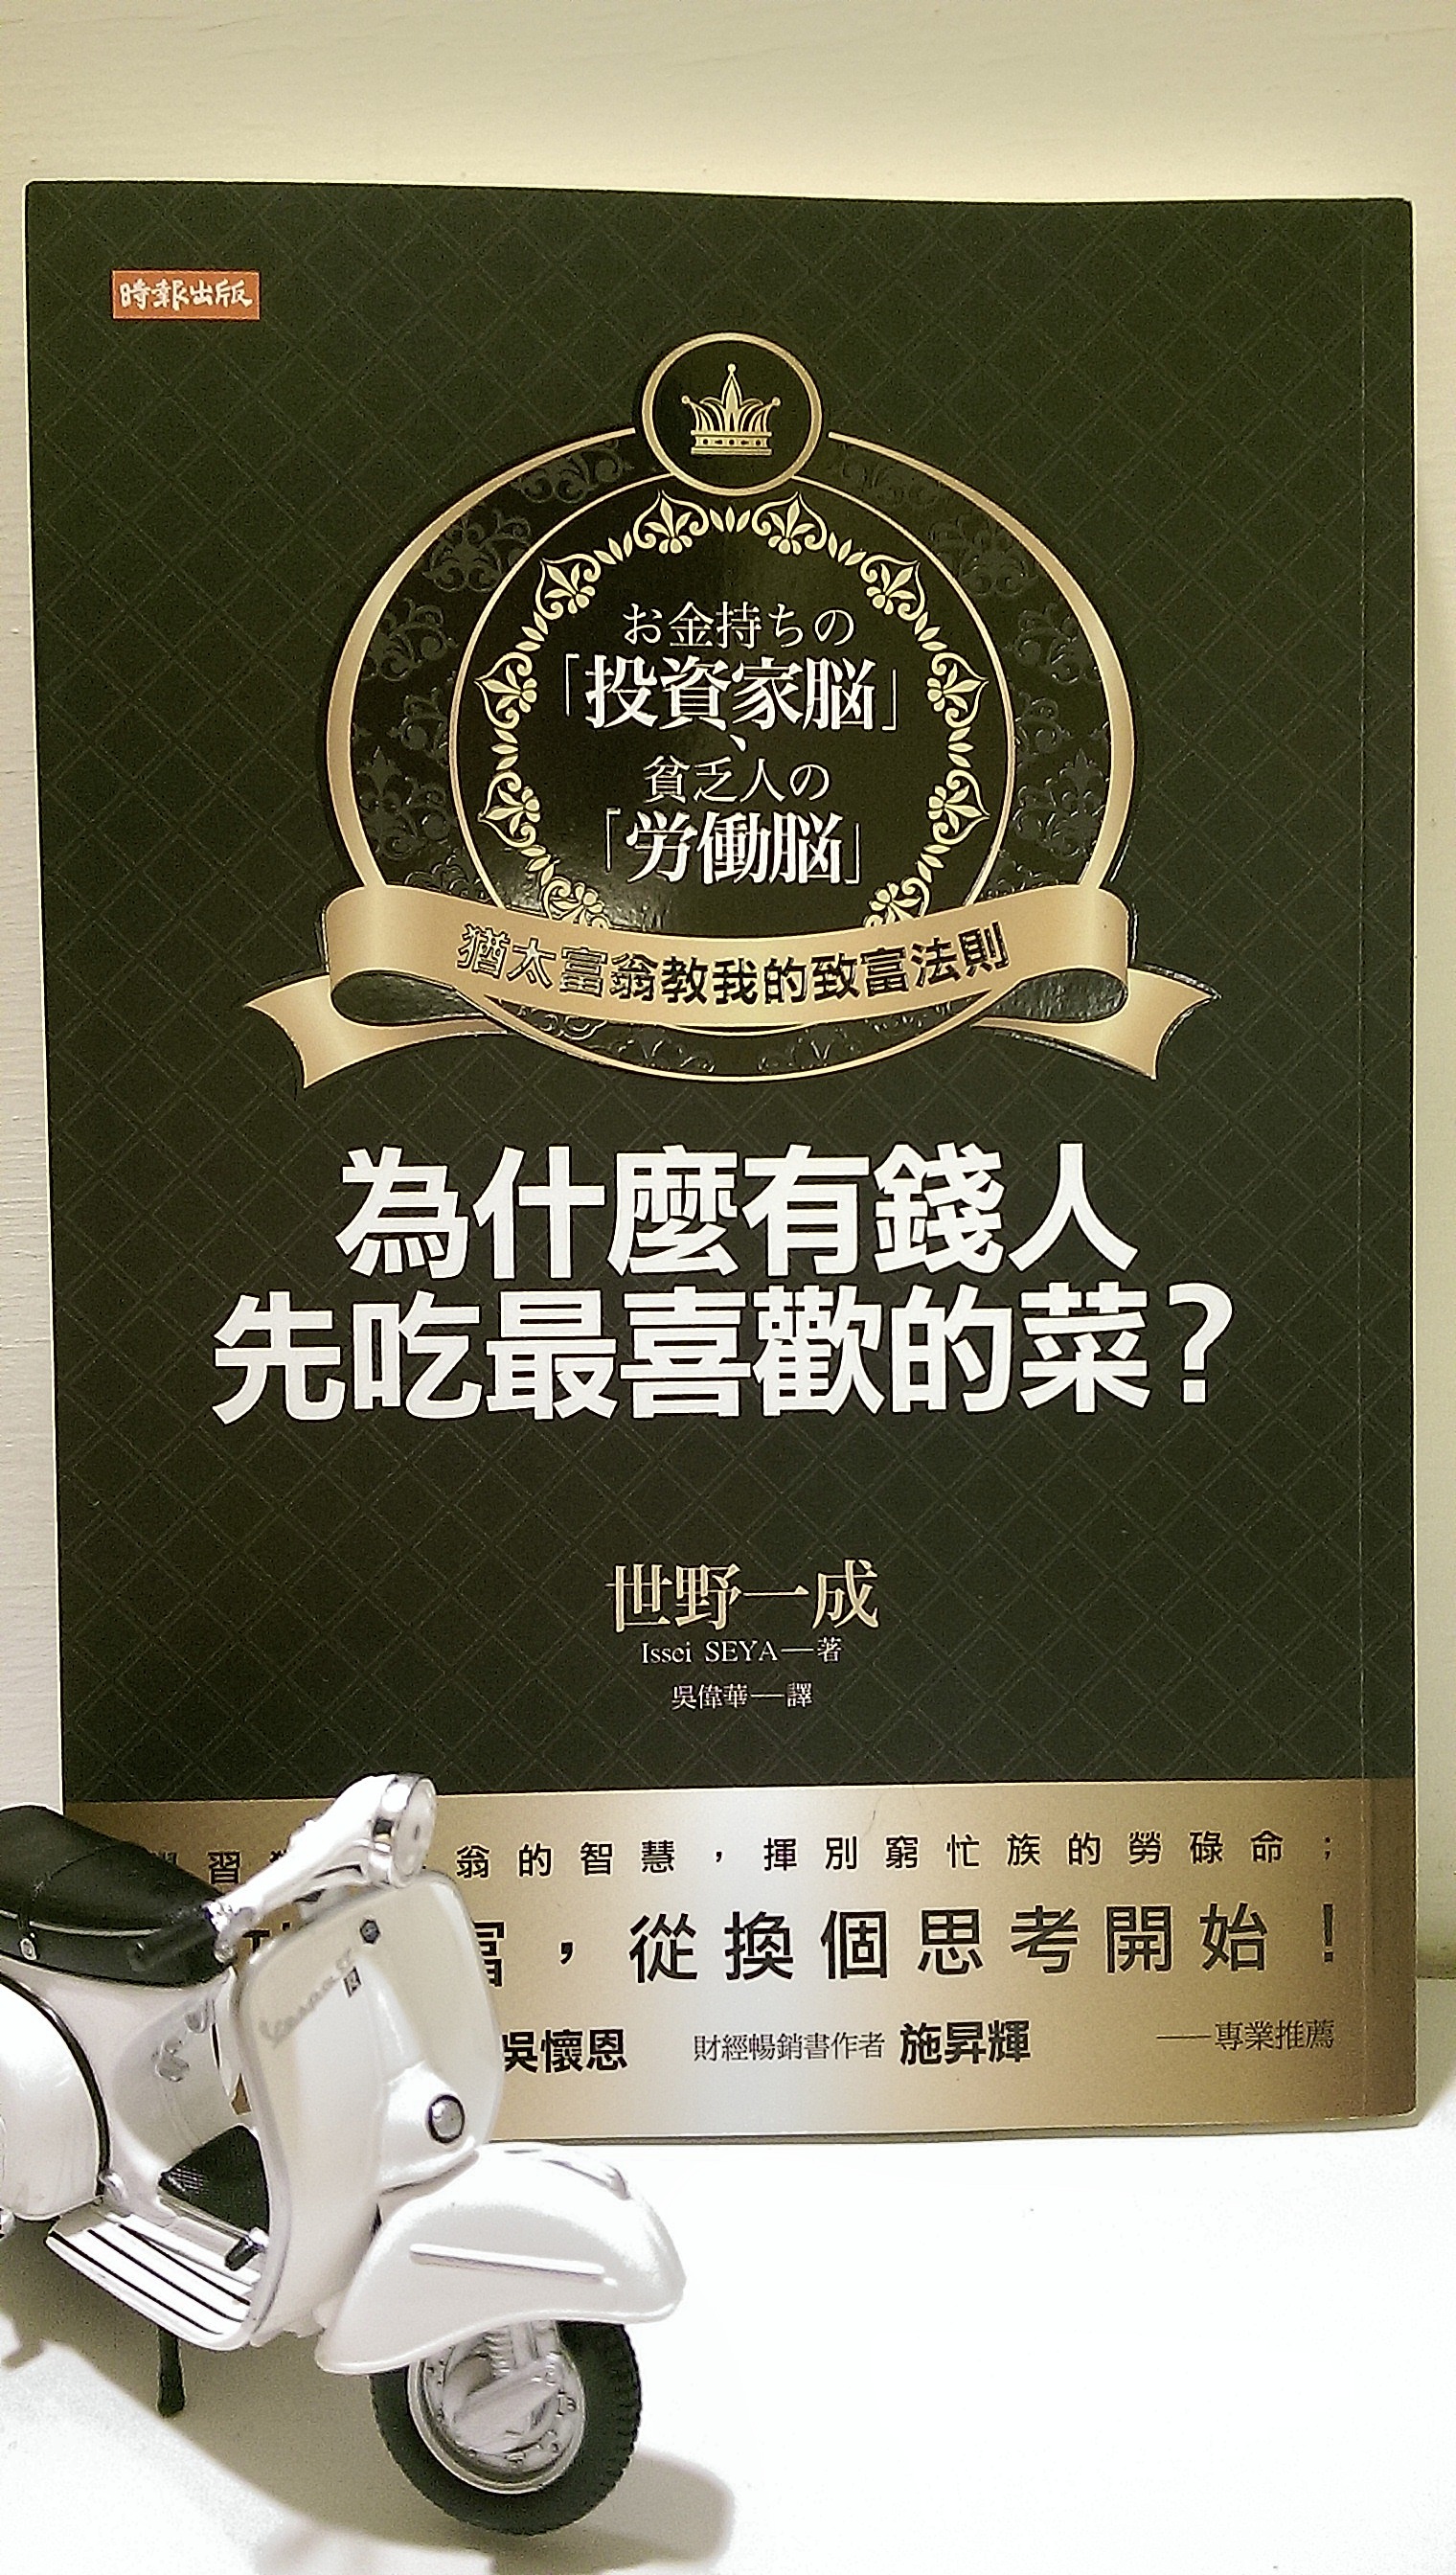 時報出版
お金持ちの
「投資家脳」、
貧乏人の
「労働脳」
猶太富翁教我的致富法則
為什麼有錢人
先吃最喜歡的菜？
世野一成
Issei SEYA——著
吳偉華——譯
習 翁的智慧，揮別窮忙族的勞碌命；
富，從換個思考開始！
吳懷恩 財經暢銷書作者 施昇輝 ——專業推薦
Vespa